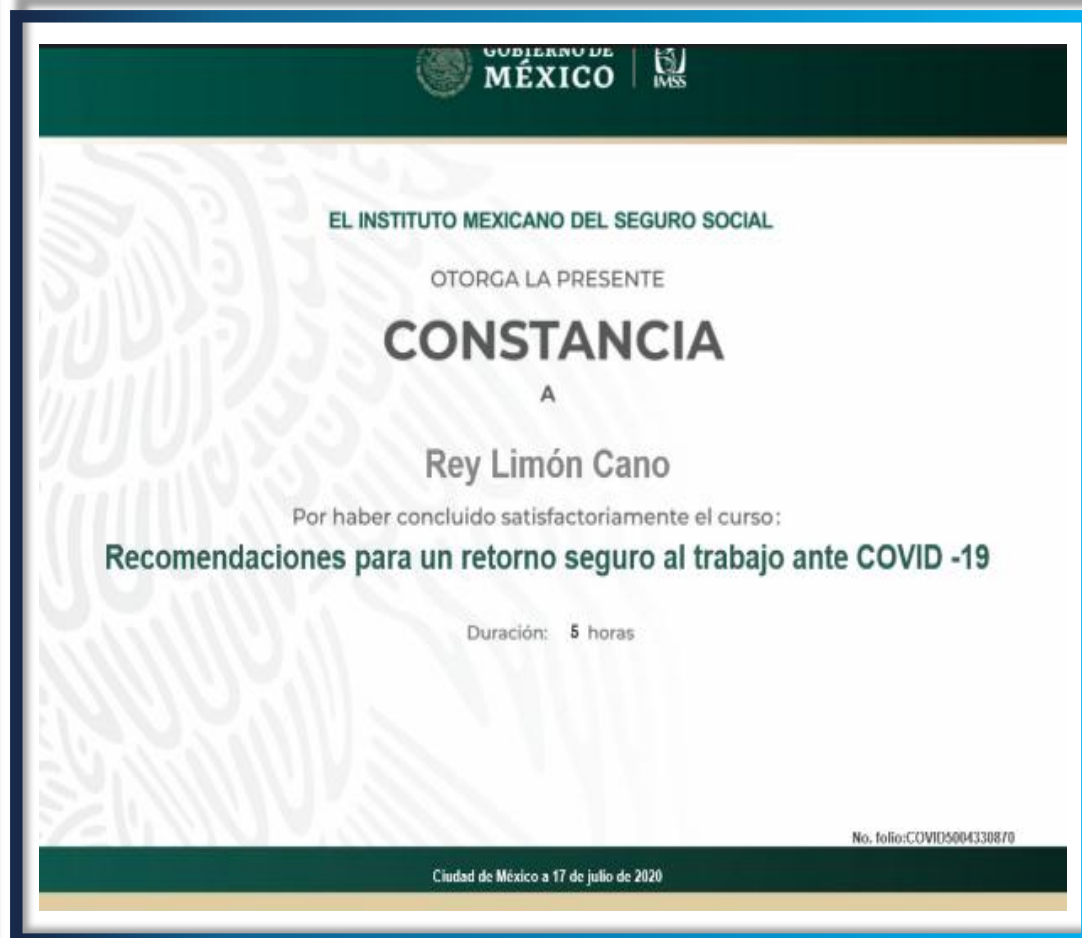 GOBIERNO DE
MÉXICO
IMSS
EL INSTITUTO MEXICANO DEL SEGURO SOCIAL
OTORGA LA PRESENTE
CONSTANCIA
A
Rey Limón Cano
Por haber concluido satisfactoriamente el curso:
Recomendaciones para un retorno seguro al trabajo ante COVID -19
Duración: 5 horas
No. folio:COVID5004330870
Ciudad de México a 17 de julio de 2020